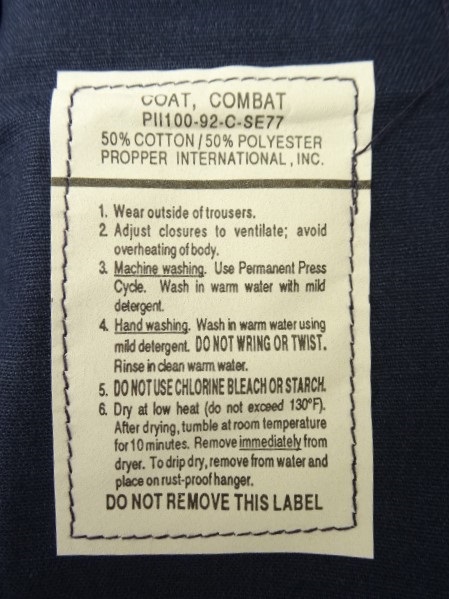 COAT, COMBAT
PII100-92-C-SE77
50% COTTON/50% POLYESTER
PROPPER INTERNATIONAL, INC.
1. Wear outside of trousers.
2. Adjust closures to ventilate; avoid
overheating of body.
3. Machine washing. Use Permanent Press
Cycle. Wash in warm water with mild
detergent.
4. Hand washing. Wash in warm water using
mild detergent. DO NOT WRING OR TWIST.
Rinse in clean warm water.
5. DO NOT USE CHLORINE BLEACH OR STARCH.
6. Dry at low heat (do not exceed 130°F).
After drying, tumble at room temperature
for 10 minutes. Remove immediately from
dryer. To drip dry, remove from water and
place on rust-proof hanger.
DO NOT REMOVE THIS LABEL